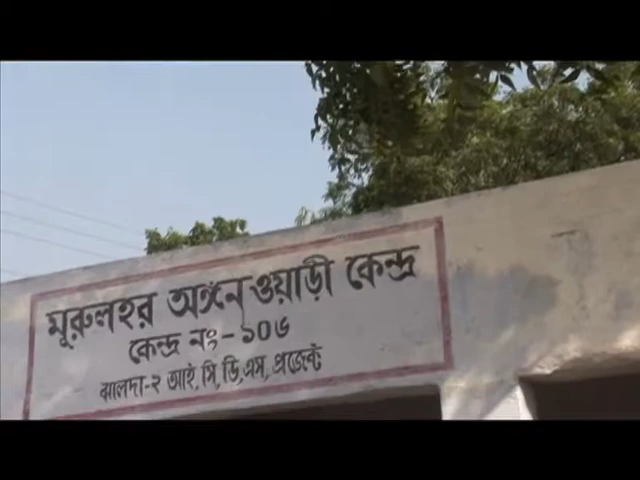 মূরুলহর অঙ্গনওয়াড়ী কেন্দ্র
কেন্দ্র নং-১০৬
ঝালদা-২ আই,সি,ডি,এস, প্রজেক্ট